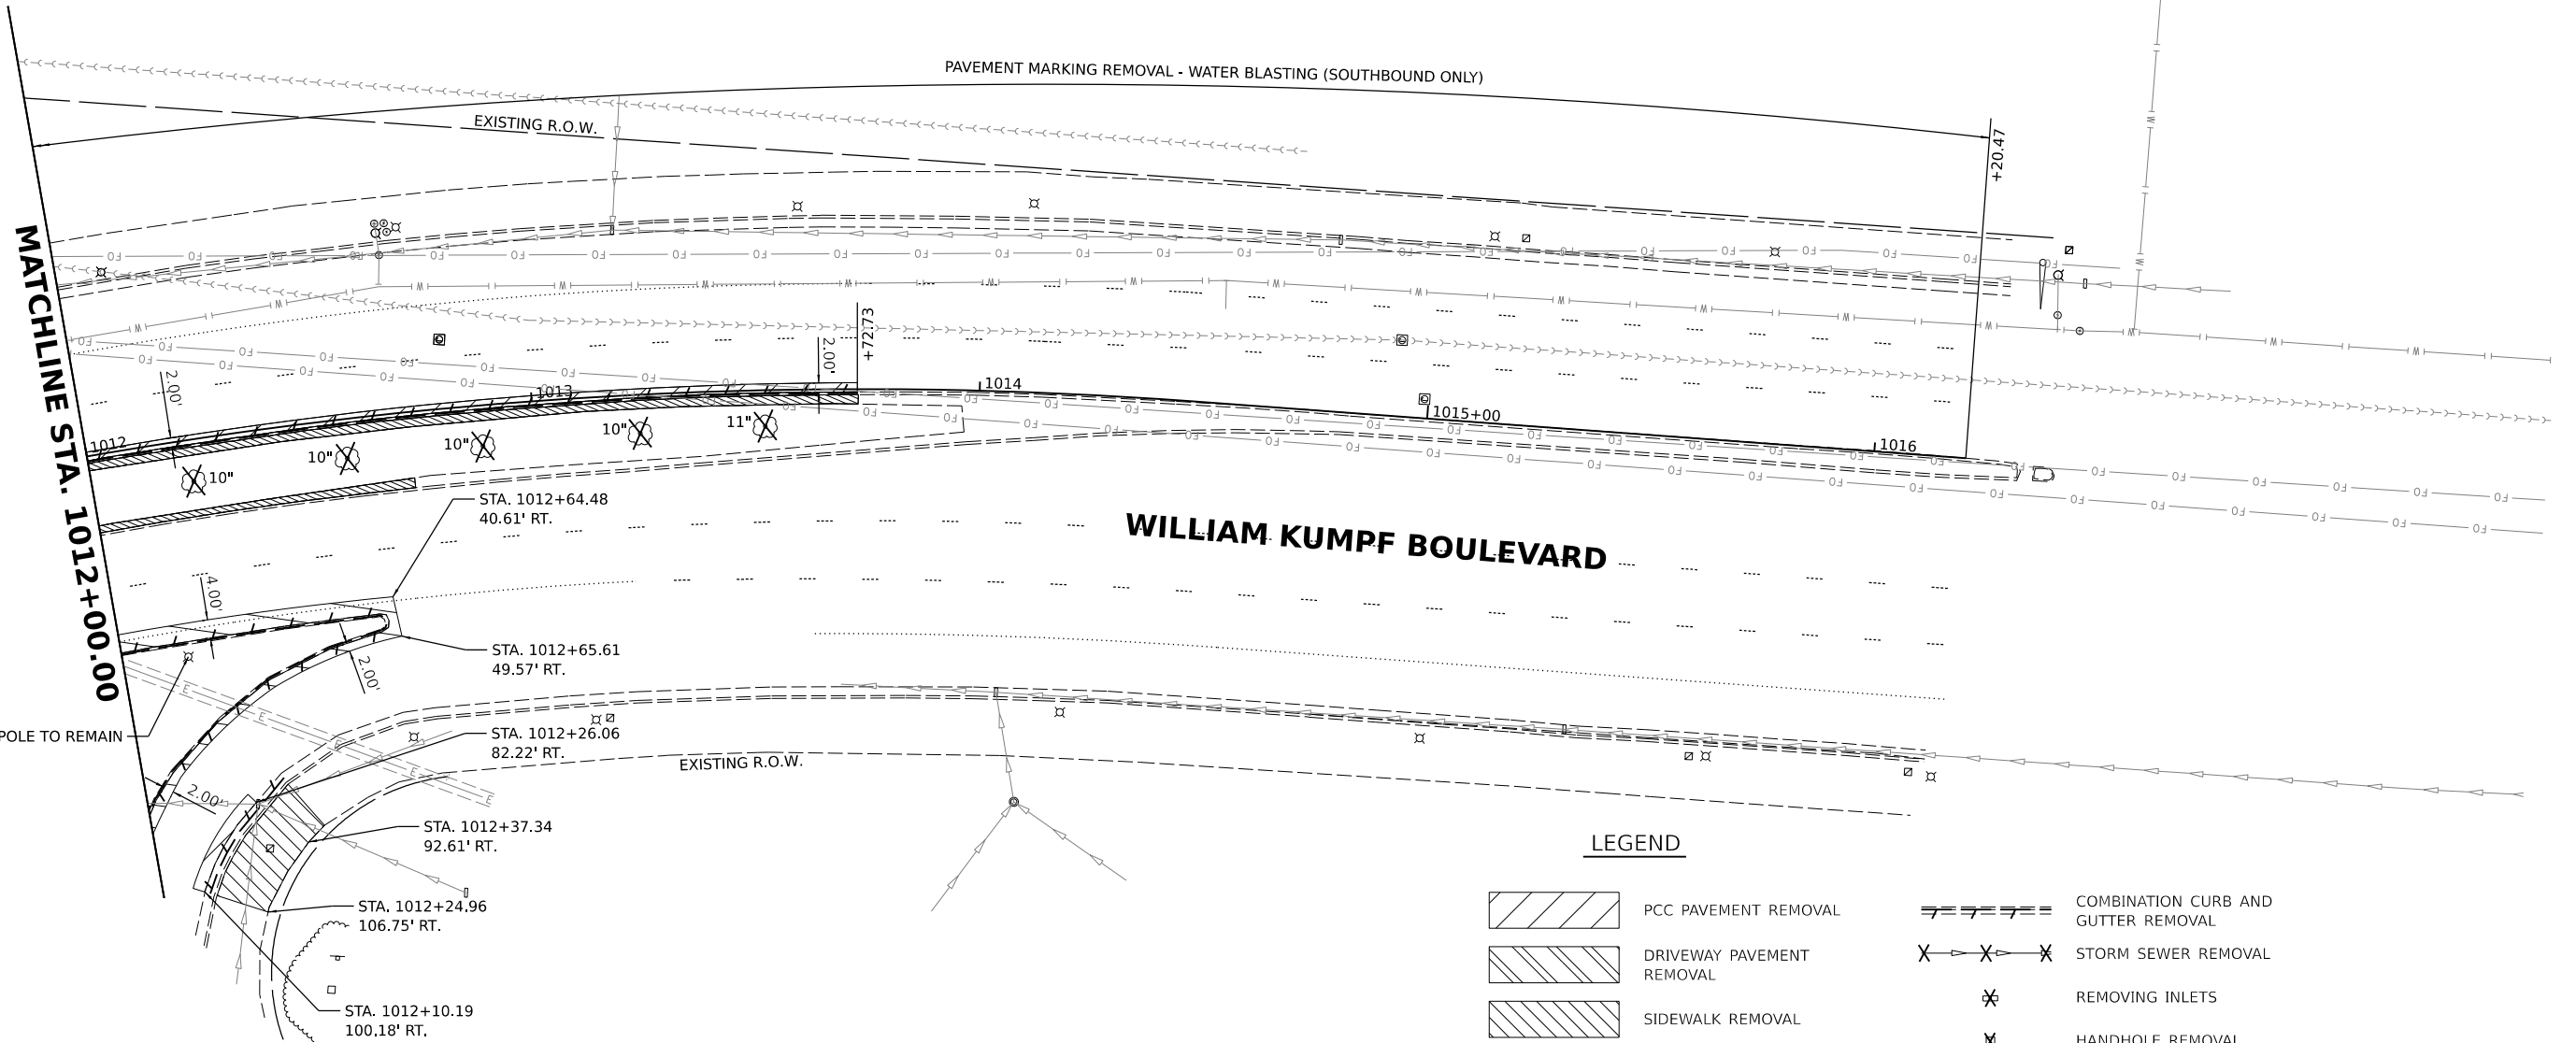 PAVEMENT MARKING REMOVAL - WATER BLASTING (SOUTHBOUND ONLY)
EXISTING R.O.W.
+20.47
MATCHLINE STA. 1012+00.00
+72.73
2.00'
2.00'
1012
1013
1014
1015+00
1016
10"
10"
10"
10"
11"
STA. 1012+64.48
40.61' RT.
WILLIAM KUMPF BOULEVARD
4.00'
STA. 1012+65.61
49.57' RT.
2.00'
POLE TO REMAIN
STA. 1012+26.06
82.22' RT.
EXISTING R.O.W.
2.00'
STA. 1012+37.34
92.61' RT.
STA. 1012+24.96
106.75' RT.
STA. 1012+10.19
100.18' RT.
LEGEND
PCC PAVEMENT REMOVAL
DRIVEWAY PAVEMENT
REMOVAL
SIDEWALK REMOVAL
COMBINATION CURB AND
GUTTER REMOVAL
STORM SEWER REMOVAL
REMOVING INLETS
HANDHOLE REMOVAL